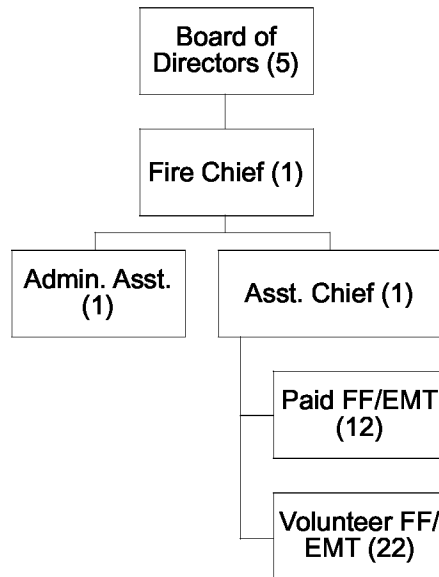 Board of
Directors (5)
Fire Chief (1)
Admin. Asst.
(1)
Asst. Chief (1)
Paid FF/EMT
(12)
Volunteer FF/
EMT (22)